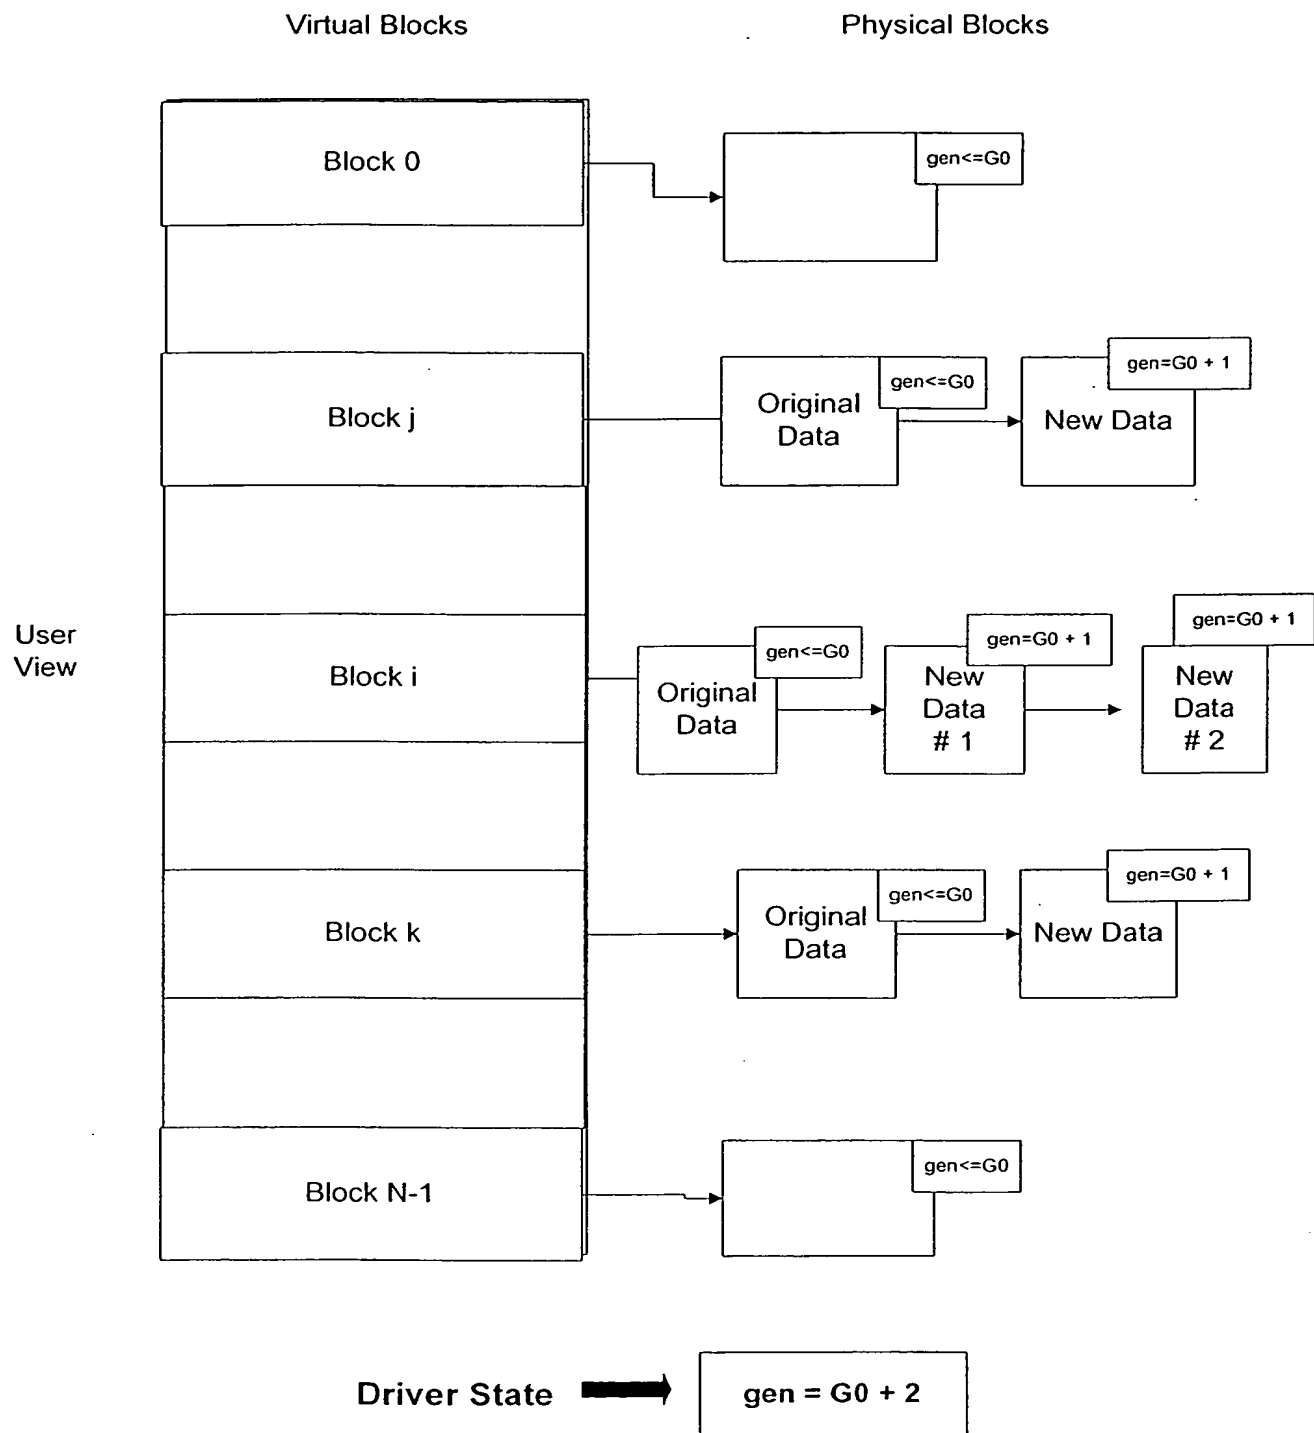 Virtual Blocks
Physical Blocks
Block 0
gen<=G0
Block j
Original
Data
gen<=G0
New Data
gen=G0 + 1
User
View
Block i
Original
Data
gen<=G0
New
Data
# 1
gen=G0 + 1
New
Data
# 2
gen=G0 + 1
Block k
Original
Data
gen<=G0
New Data
gen=G0 + 1
Block N-1
gen<=G0
Driver State
gen = G0 + 2